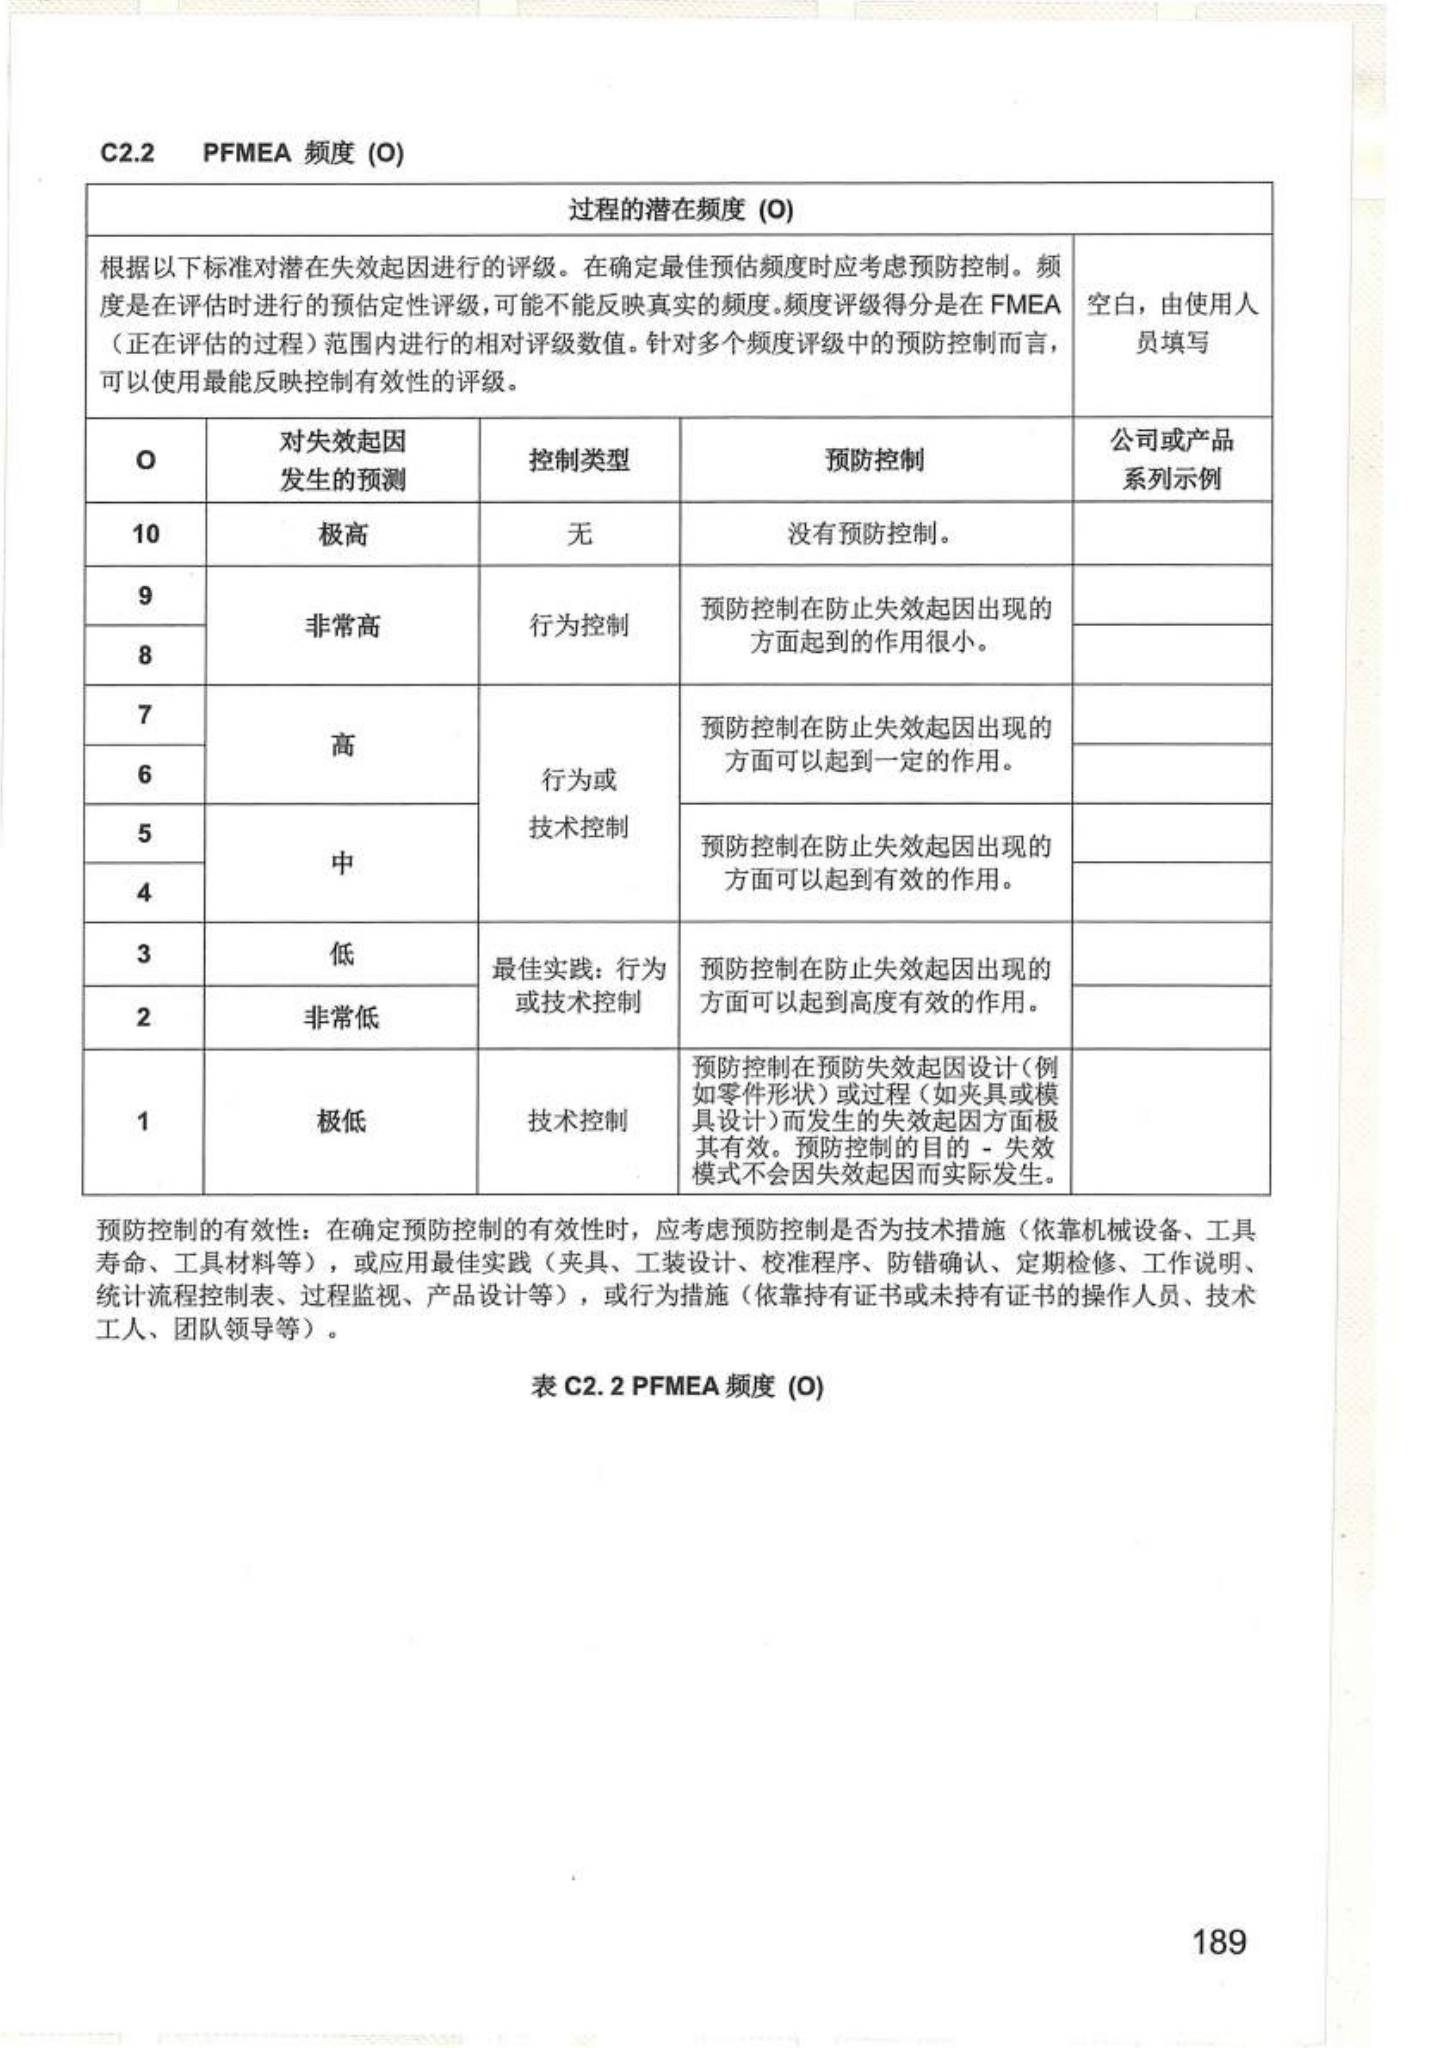 C2.2 PFMEA 频度 (O)
过程的潜在频度 (O)
根据以下标准对潜在失效起因进行的评级。在确定最佳预估频度时应考虑预防控制。频
度是在评估时进行的预估定性评级，可能不能反映真实的频度。频度评级得分是在 FMEA
（正在评估的过程）范围内进行的相对评级数值。针对多个频度评级中的预防控制而言，
可以使用最能反映控制有效性的评级。
空白，由使用人
员填写
O
对失效起因
发生的预测
控制类型
预防控制
公司或产品
系列示例
10
极高
无
没有预防控制。
9
8
非常高
行为控制
预防控制在防止失效起因出现的
方面起到的作用很小。
7
6
高
行为或
技术控制
预防控制在防止失效起因出现的
方面可以起到一定的作用。
5
4
中
预防控制在防止失效起因出现的
方面可以起到有效的作用。
3
低
最佳实践：行为
或技术控制
预防控制在防止失效起因出现的
方面可以起到高度有效的作用。
2
非常低
1
极低
技术控制
预防控制在预防失效起因设计（例
如零件形状）或过程（如夹具或模
具设计）而发生的失效起因方面极
其有效。预防控制的目的 - 失效
模式不会因失效起因而实际发生。
预防控制的有效性：在确定预防控制的有效性时，应考虑预防控制是否为技术措施（依靠机械设备、工具
寿命、工具材料等），或应用最佳实践（夹具、工装设计、校准程序、防错确认、定期检修、工作说明、
统计流程控制表、过程监视、产品设计等），或行为措施（依靠持有证书或未持有证书的操作人员、技术
工人、团队领导等）。
表 C2. 2 PFMEA 频度 (O)
189